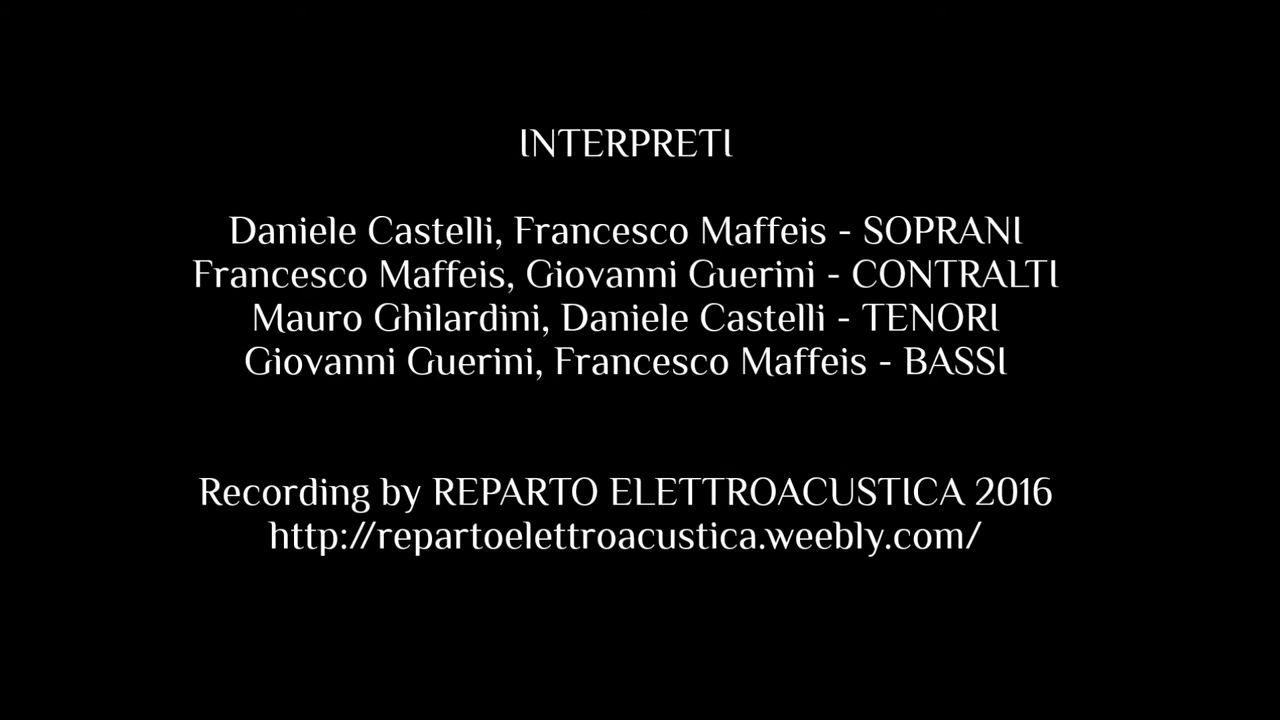 INTERPRETI
Daniele Castelli, Francesco Maffeis - SOPRANI
Francesco Maffeis, Giovanni Guerini - CONTRALTI
Mauro Ghilardini, Daniele Castelli - TENORI
Giovanni Guerini, Francesco Maffeis - BASSI
Recording by REPARTO ELETTROACUSTICA 2016
http://repartoelettroacustica.weebly.com/